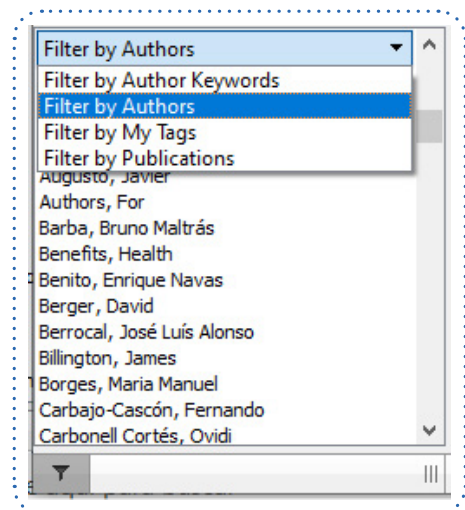 Filter by Authors
Filter by Author Keywords
Filter by Authors
Filter by My Tags
Filter by Publications
Augusto, Javier
Authors, For
Barba, Bruno Maltrás
Benefits, Health
Benito, Enrique Navas
Berger, David
Berrocal, José Luís Alonso
Billington, James
Borges, Maria Manuel
Carbajo-Cascón, Fernando
Carbonell Cortés, Ovidi